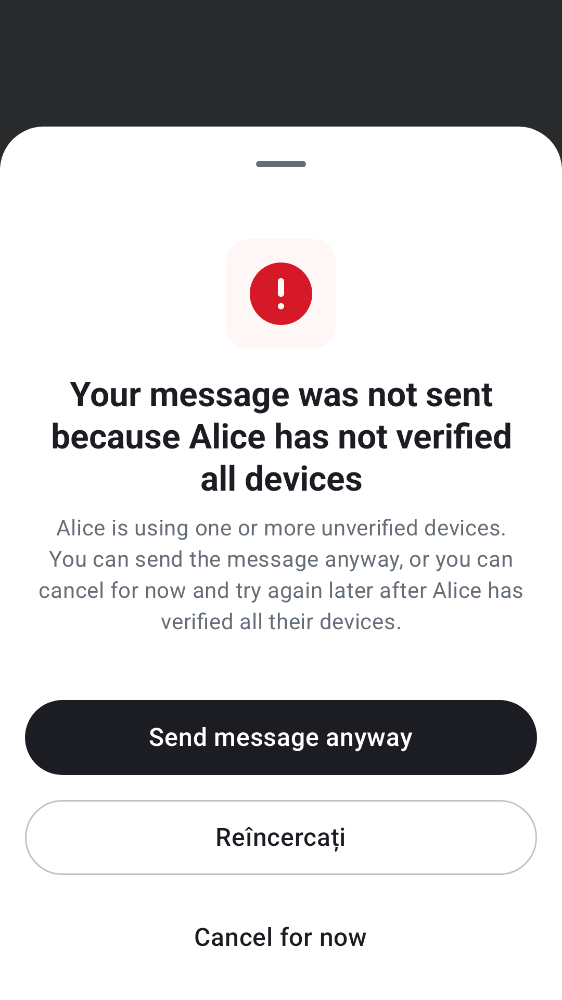 Your message was not sent
because Alice has not verified
all devices
Alice is using one or more unverified devices.
You can send the message anyway, or you can
cancel for now and try again later after Alice has
verified all their devices.
Send message anyway
Reîncercați
Cancel for now